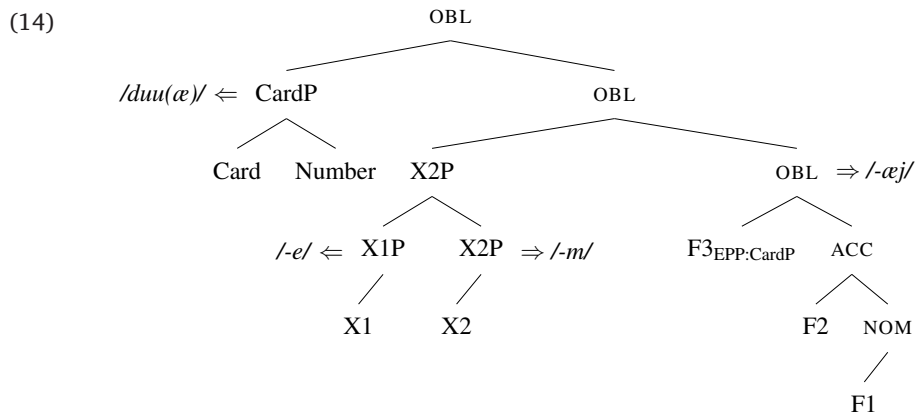 (14) OBL
/duu(æ)/ ⇐ CardP OBL
Card Number X2P OBL ⇒ /-æj/
/-e/ ⇐ X1P X2P ⇒ /-m/ F3EPP:CardP ACC
X1 X2 F2 NOM
F1